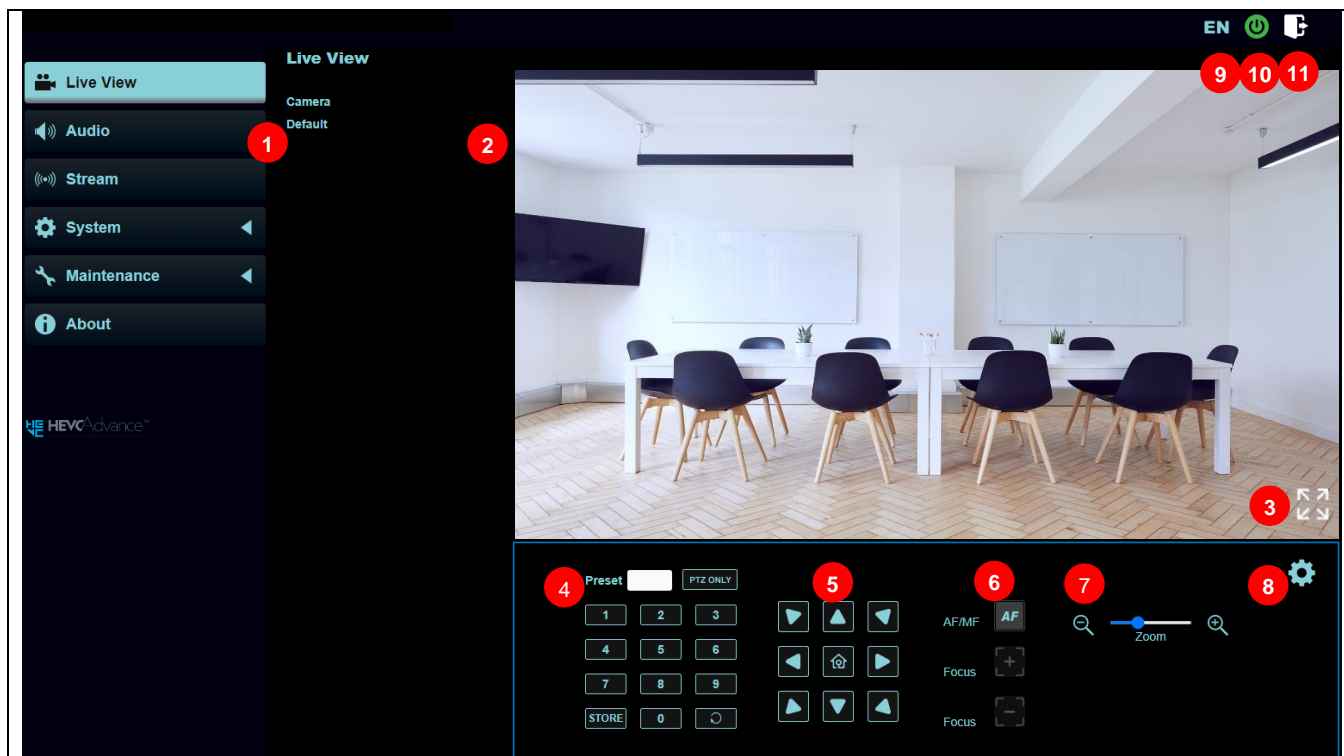 EN
9
10
11
Live View
Live View
Camera
Default
Audio
1
2
Stream
System
Maintenance
About
HEVC Advance™
3
4
Preset
PTZ ONLY
5
6
7
8
1 2 3
AF/MF AF
Zoom
4 5 6
Focus
7 8 9
STORE 0
Focus